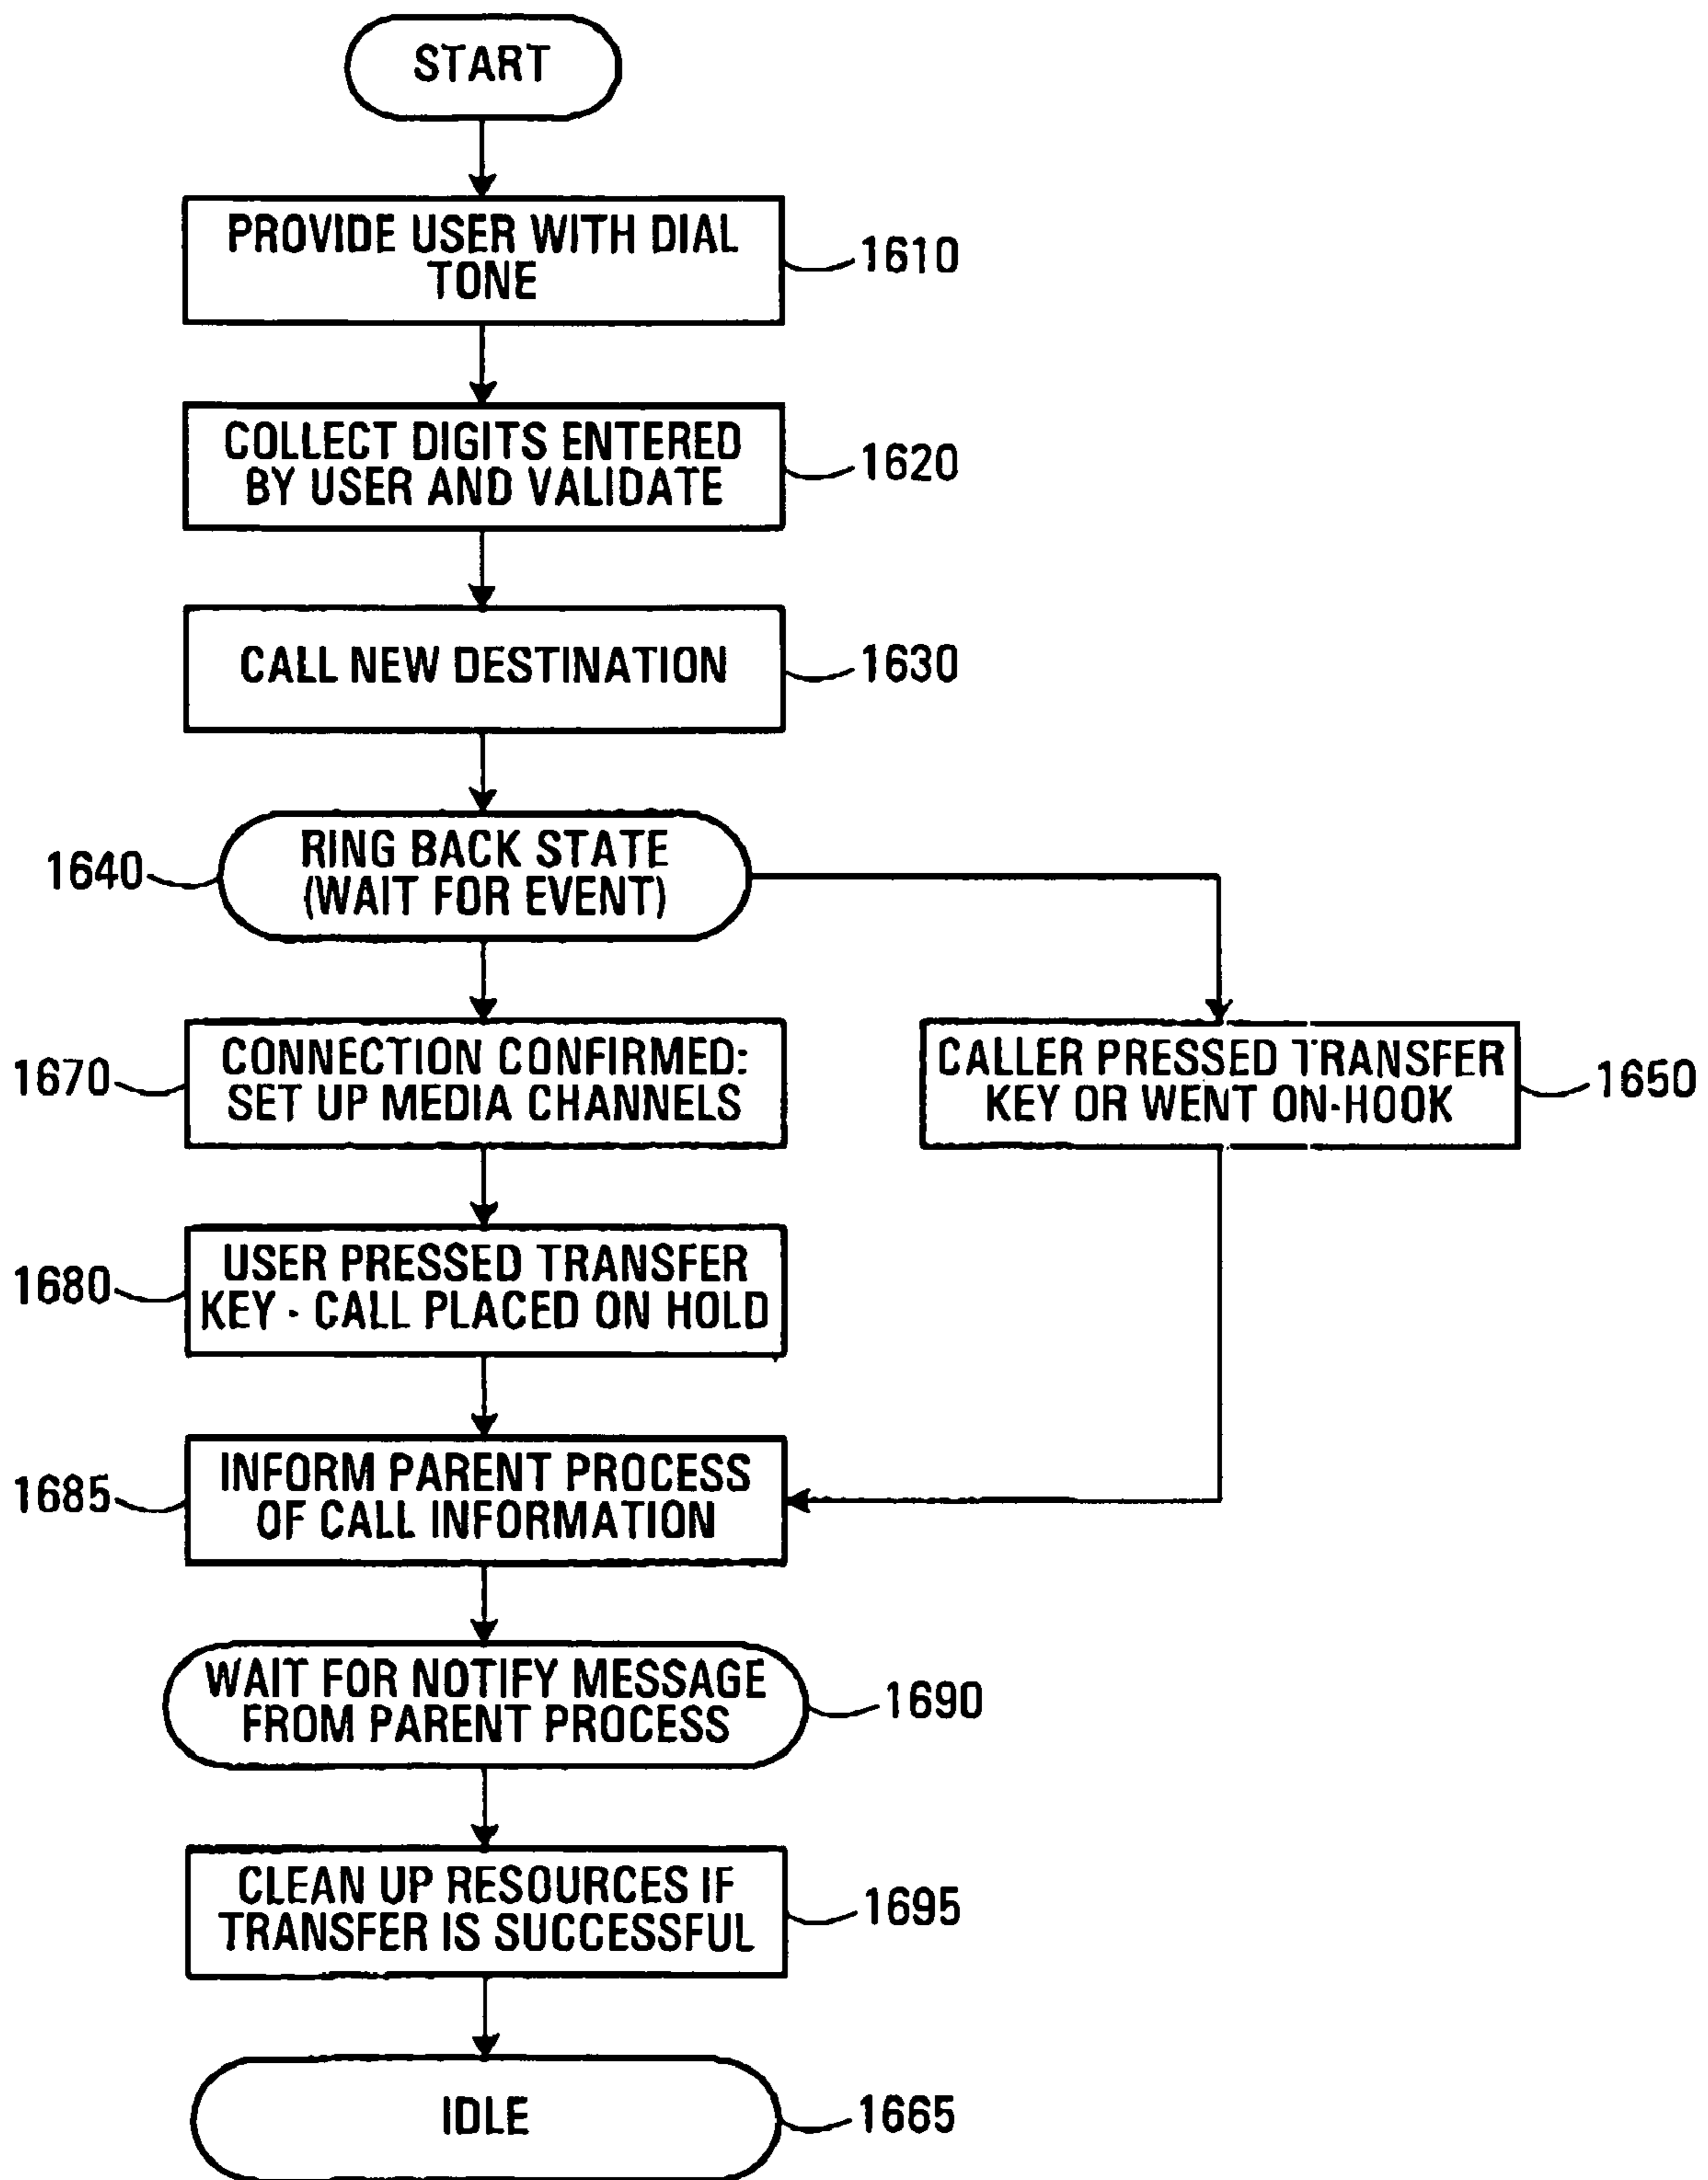 START
PROVIDE USER WITH DIAL
TONE
1610
COLLECT DIGITS ENTERED
BY USER AND VALIDATE
1620
CALL NEW DESTINATION
1630
RING BACK STATE
(WAIT FOR EVENT)
1640
CONNECTION CONFIRMED:
SET UP MEDIA CHANNELS
1670
CALLER PRESSED TRANSFER
KEY OR WENT ON-HOOK
1650
USER PRESSED TRANSFER
KEY - CALL PLACED ON HOLD
1680
INFORM PARENT PROCESS
OF CALL INFORMATION
1685
WAIT FOR NOTIFY MESSAGE
FROM PARENT PROCESS
1690
CLEAN UP RESOURCES IF
TRANSFER IS SUCCESSFUL
1695
IDLE
1665